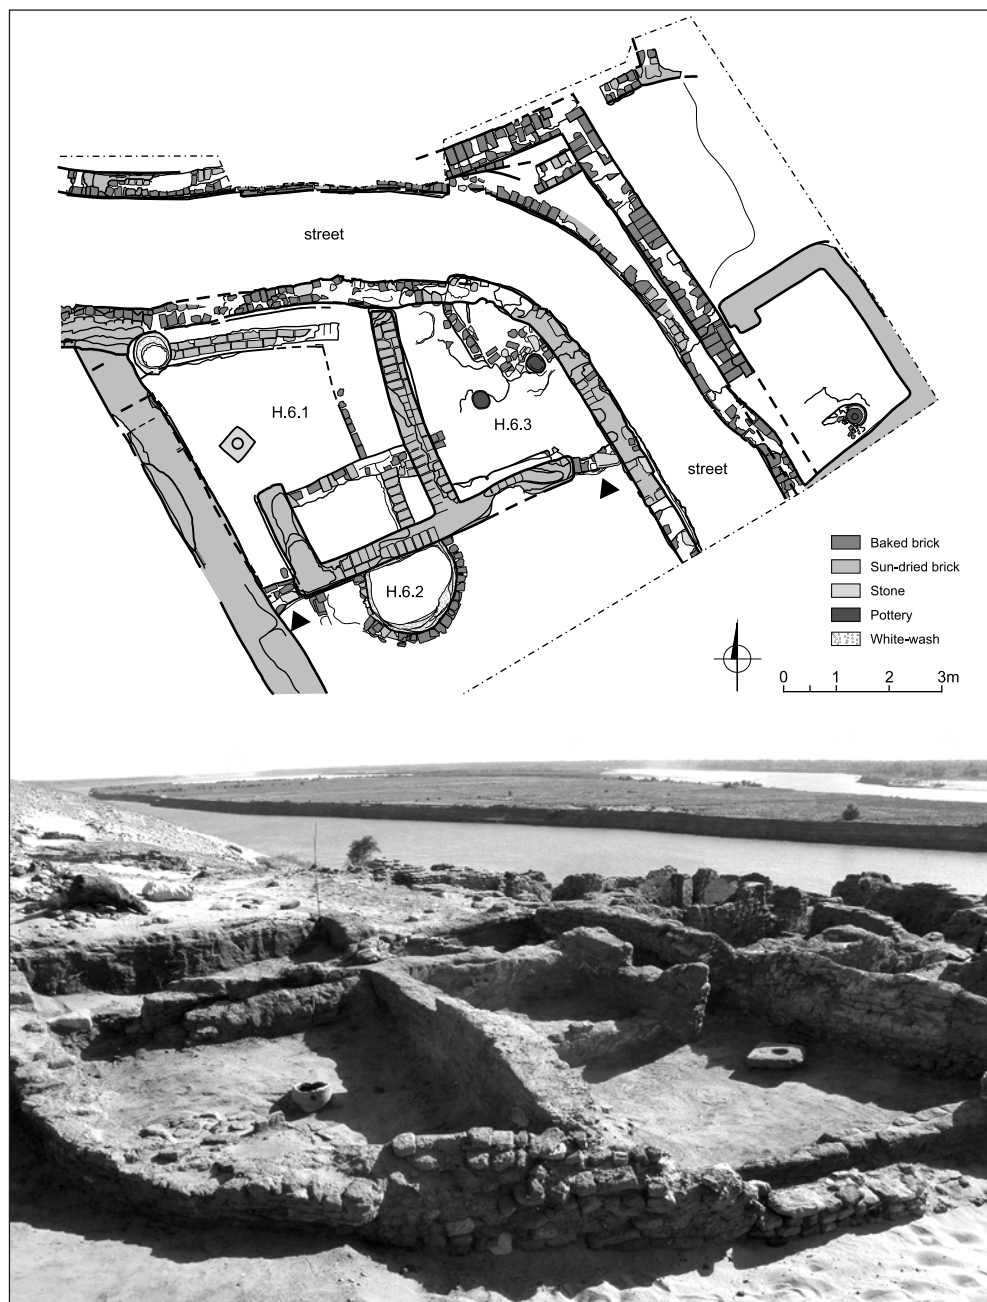 street
H.6.1
H.6.3
street
H.6.2
Baked brick
Sun-dried brick
Stone
Pottery
White-wash
0 1 2 3m